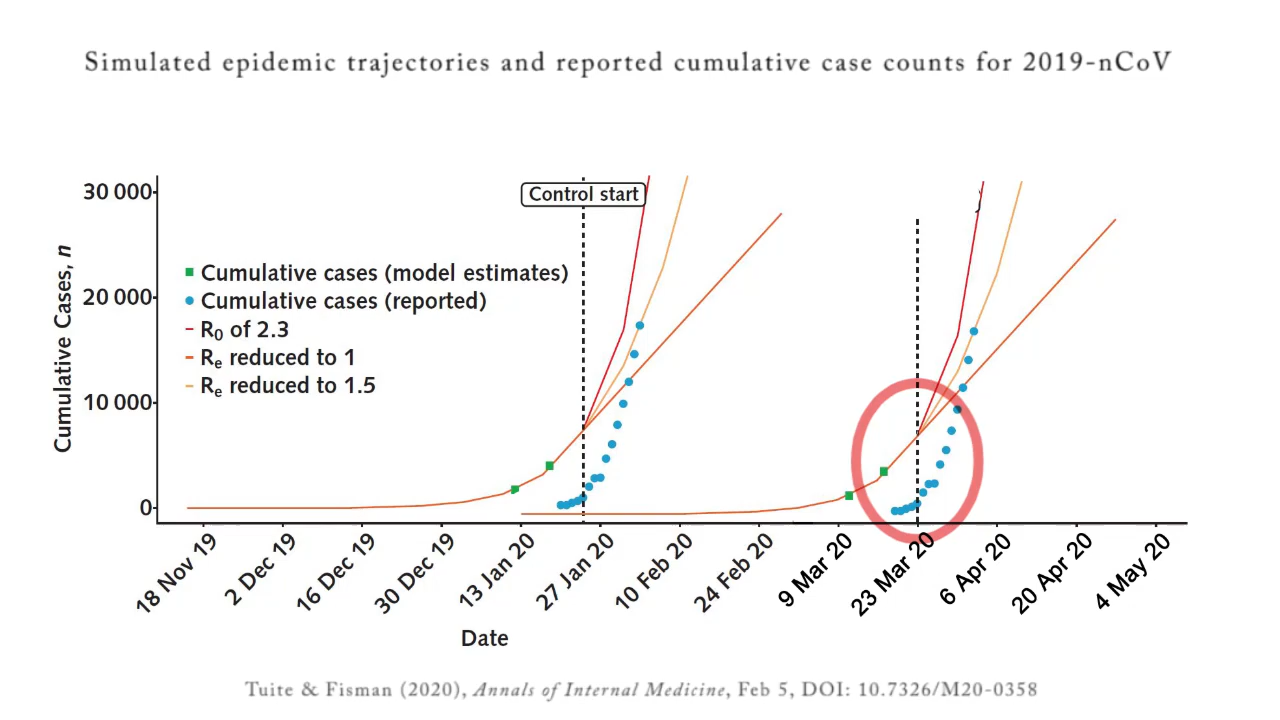 Simulated epidemic trajectories and reported cumulative case counts for 2019-nCoV
30 000
20 000
10 000
0
Cumulative Cases, n
Control start
Cumulative cases (model estimates)
Cumulative cases (reported)
R0 of 2.3
Re reduced to 1
Re reduced to 1.5
18 Nov 19
2 Dec 19
16 Dec 19
30 Dec 19
13 Jan 20
27 Jan 20
10 Feb 20
24 Feb 20
9 Mar 20
23 Mar 20
6 Apr 20
20 Apr 20
4 May 20
Date
Tuite & Fisman (2020), Annals of Internal Medicine, Feb 5, DOI: 10.7326/M20-0358